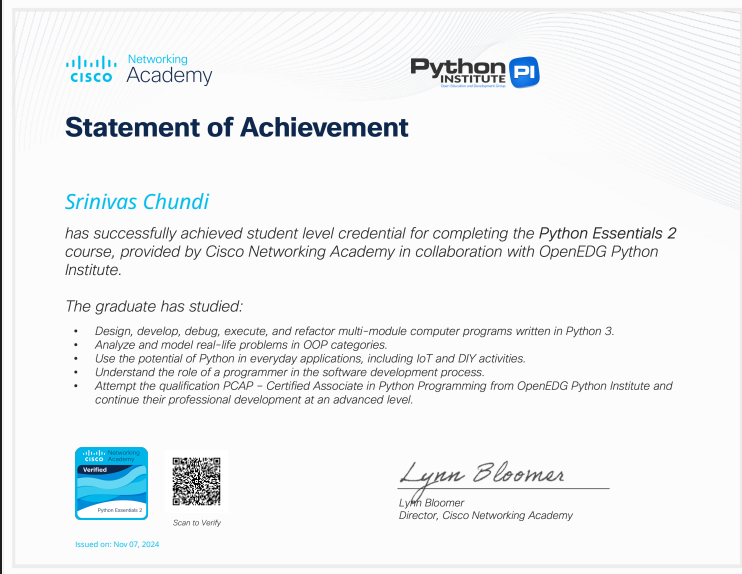 Networking
CISCO Academy
Python
INSTITUTE
PI
Open Education and Development Group
Statement of Achievement
Srinivas Chundi
has successfully achieved student level credential for completing the Python Essentials 2
course, provided by Cisco Networking Academy in collaboration with OpenEDG Python
Institute.
The graduate has studied:
• Design, develop, debug, execute, and refactor multi-module computer programs written in Python 3.
• Analyze and model real-life problems in OOP categories.
• Use the potential of Python in everyday applications, including IoT and DIY activities.
• Understand the role of a programmer in the software development process.
• Attempt the qualification PCAP – Certified Associate in Python Programming from OpenEDG Python Institute and
continue their professional development at an advanced level.
Networking
CISCO Academy
Verified
Python Essentials 2
Scan to Verify
Lynn Bloomer
Lynn Bloomer
Director, Cisco Networking Academy
Issued on: Nov 07, 2024